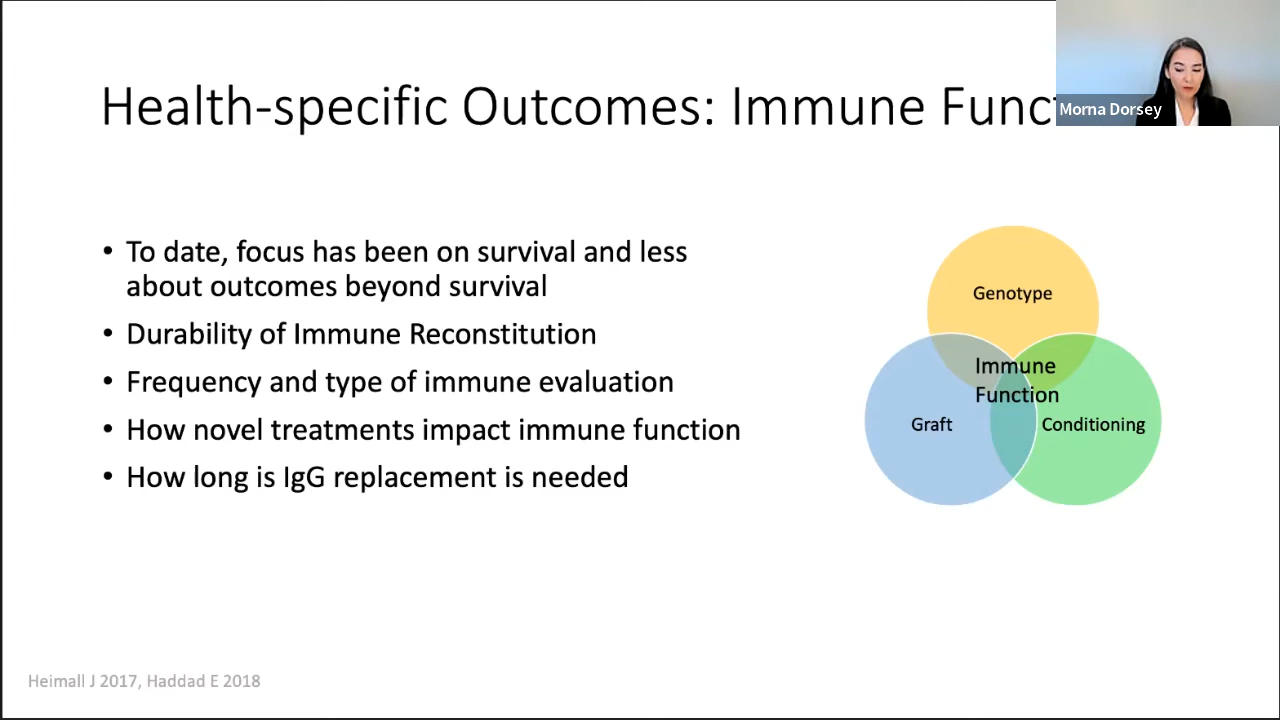 Health-specific Outcomes: Immune Funct
Morna Dorsey
• To date, focus has been on survival and less
about outcomes beyond survival
• Durability of Immune Reconstitution
• Frequency and type of immune evaluation
• How novel treatments impact immune function
• How long is IgG replacement is needed
Genotype
Immune
Function
Graft
Conditioning
Heimall J 2017, Haddad E 2018